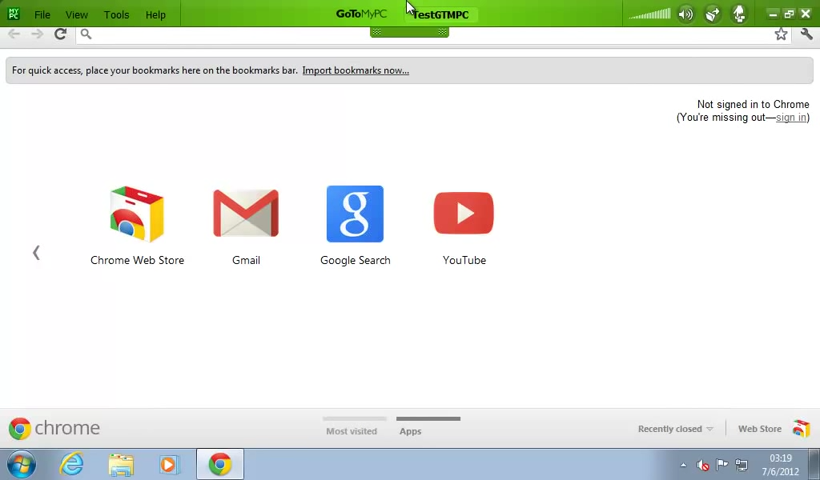 MY PC File View Tools Help GoToMyPC TestGTMPC
For quick access, place your bookmarks here on the bookmarks bar. Import bookmarks now...
Not signed in to Chrome
(You're missing out—sign in)
Chrome Web Store Gmail Google Search YouTube
chrome Most visited Apps Recently closed Web Store
03:19
7/6/2012